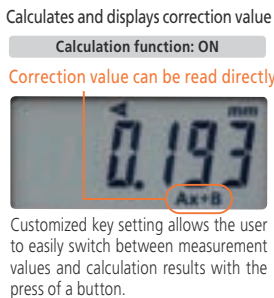 Calculates and displays correction value
Calculation function: ON
Correction value can be read directly
mm
0.193
Ax+B
Customized key setting allows the user
to easily switch between measurement
values and calculation results with the
press of a button.